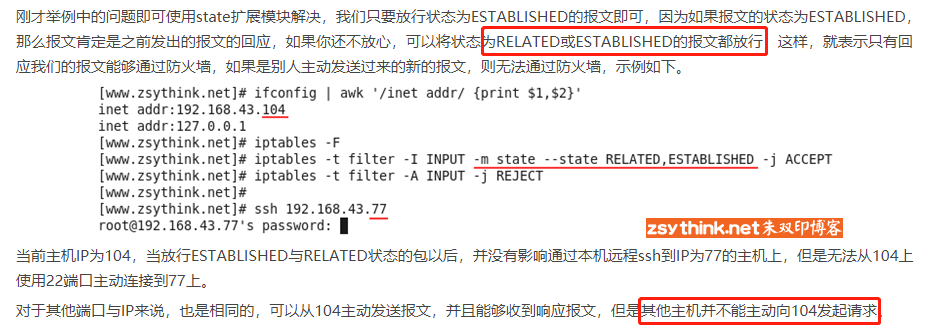 刚才举例中的问题即可使用state扩展模块解决，我们只要放行状态为ESTABLISHED的报文即可，因为如果报文的状态为ESTABLISHED，
那么报文肯定是之前发出的报文的回应，如果你还不放心，可以将状态为RELATED或ESTABLISHED的报文都放行，这样，就表示只有回
应我们的报文能够通过防火墙，如果是别人主动发送过来的新的报文，则无法通过防火墙，示例如下。
[www.zsythink.net]# ifconfig | awk '/inet addr/ {print $1,$2}'
inet addr:192.168.43.104
inet addr:127.0.0.1
[www.zsythink.net]# iptables -F
[www.zsythink.net]# iptables -t filter -I INPUT -m state --state RELATED,ESTABLISHED -j ACCEPT
[www.zsythink.net]# iptables -t filter -A INPUT -j REJECT
[www.zsythink.net]#
[www.zsythink.net]# ssh 192.168.43.77
root@192.168.43.77's password:
zsythink.net朱双印博客
当前主机IP为104，当放行ESTABLISHED与RELATED状态的包以后，并没有影响通过本机远程ssh到IP为77的主机上，但是无法从104上
使用22端口主动连接到77上。
对于其他端口与IP来说，也是相同的，可以从104主动发送报文，并且能够收到响应报文，但是其他主机并不能主动向104发起请求。